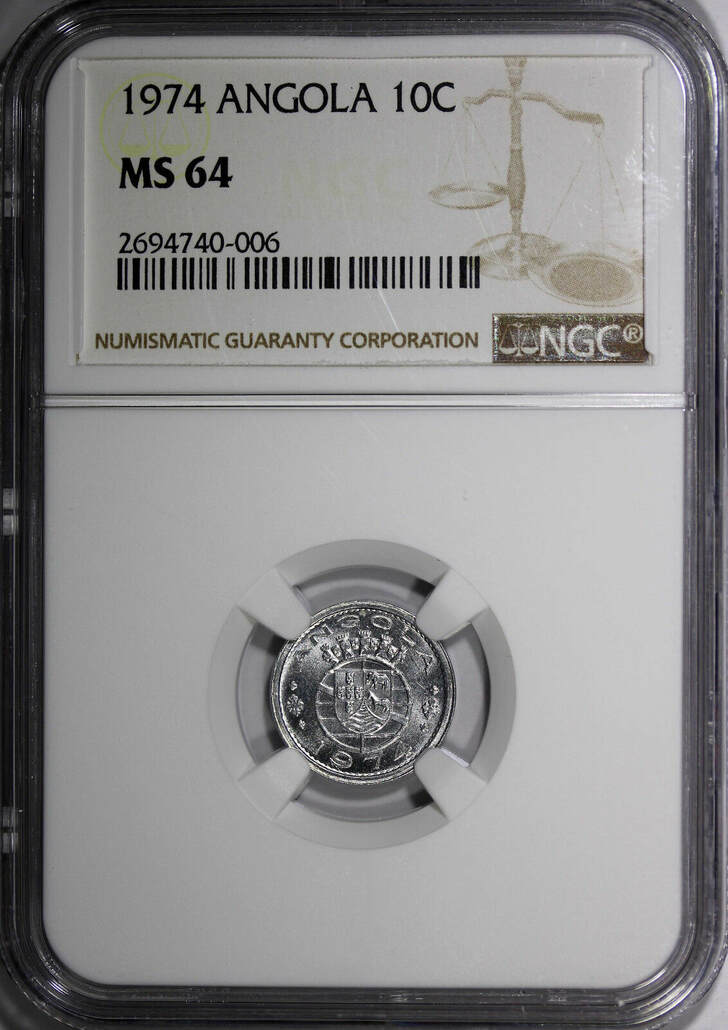 1974 ANGOLA 10C
MS 64
2694740-006
NUMISMATIC GUARANTY CORPORATION
NGC®
ANGOLA
1974